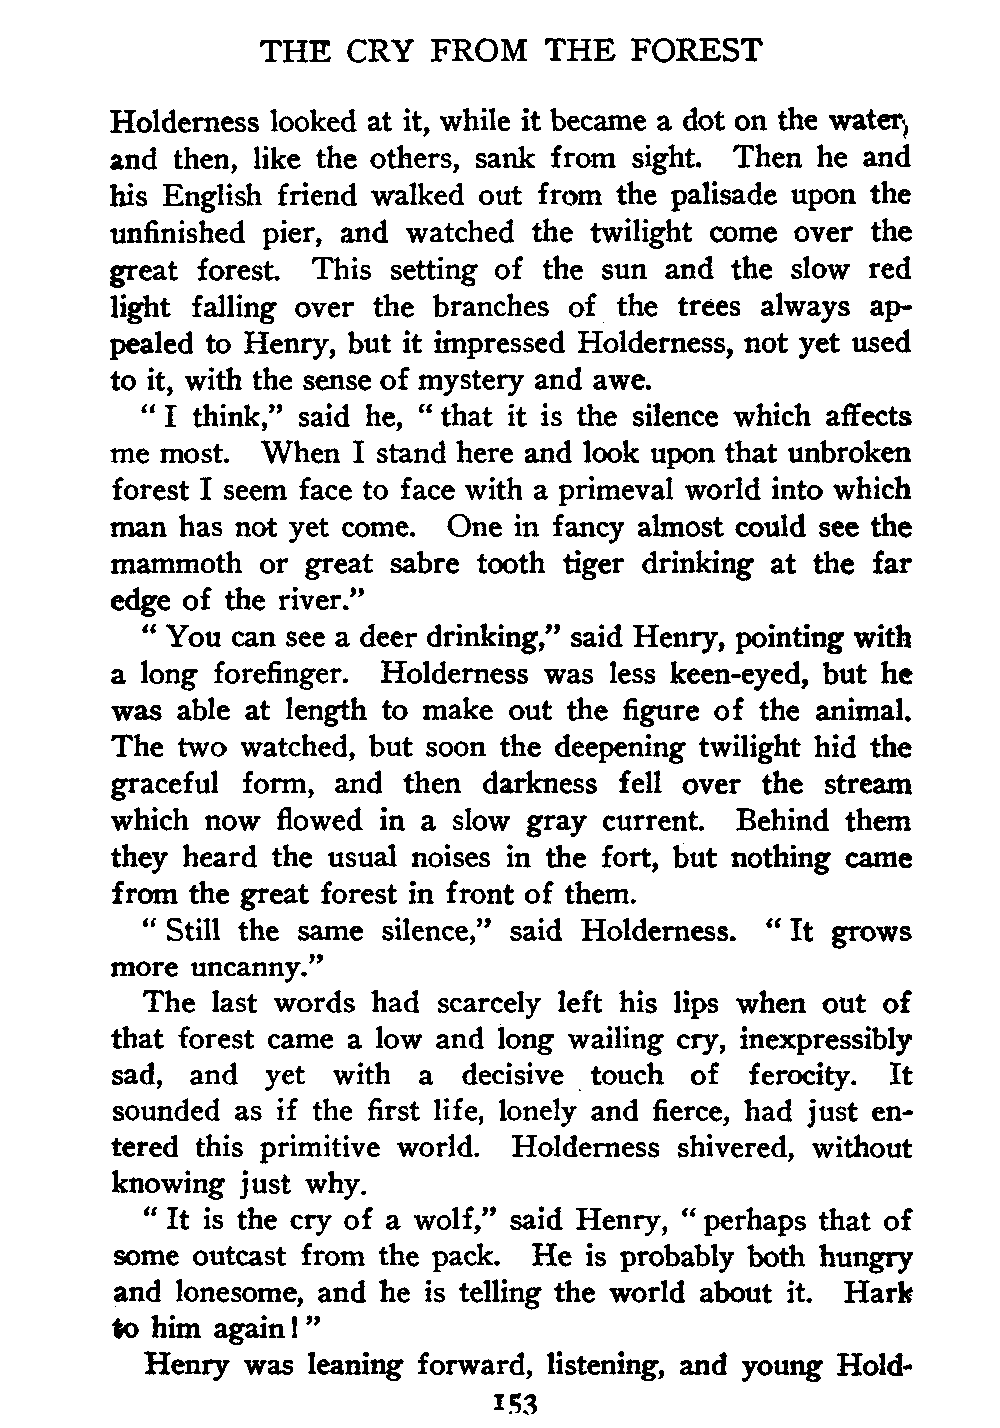 THE CRY FROM THE FOREST
Holderness looked at it, while it became a dot on the water,
and then, like the others, sank from sight. Then he and
his English friend walked out from the palisade upon the
unfinished pier, and watched the twilight come over the
great forest. This setting of the sun and the slow red
light falling over the branches of the trees always ap-
pealed to Henry, but it impressed Holderness, not yet used
to it, with the sense of mystery and awe.
“ I think,” said he, “ that it is the silence which affects
me most. When I stand here and look upon that unbroken
forest I seem face to face with a primeval world into which
man has not yet come. One in fancy almost could see the
mammoth or great sabre tooth tiger drinking at the far
edge of the river.”
“ You can see a deer drinking,” said Henry, pointing with
a long forefinger. Holderness was less keen-eyed, but he
was able at length to make out the figure of the animal.
The two watched, but soon the deepening twilight hid the
graceful form, and then darkness fell over the stream
which now flowed in a slow gray current. Behind them
they heard the usual noises in the fort, but nothing came
from the great forest in front of them.
“ Still the same silence,” said Holderness. “ It grows
more uncanny.”
The last words had scarcely left his lips when out of
that forest came a low and long wailing cry, inexpressibly
sad, and yet with a decisive touch of ferocity. It
sounded as if the first life, lonely and fierce, had just en-
tered this primitive world. Holderness shivered, without
knowing just why.
“ It is the cry of a wolf,” said Henry, “ perhaps that of
some outcast from the pack. He is probably both hungry
and lonesome, and he is telling the world about it. Hark
to him again! ”
Henry was leaning forward, listening, and young Hold-
153